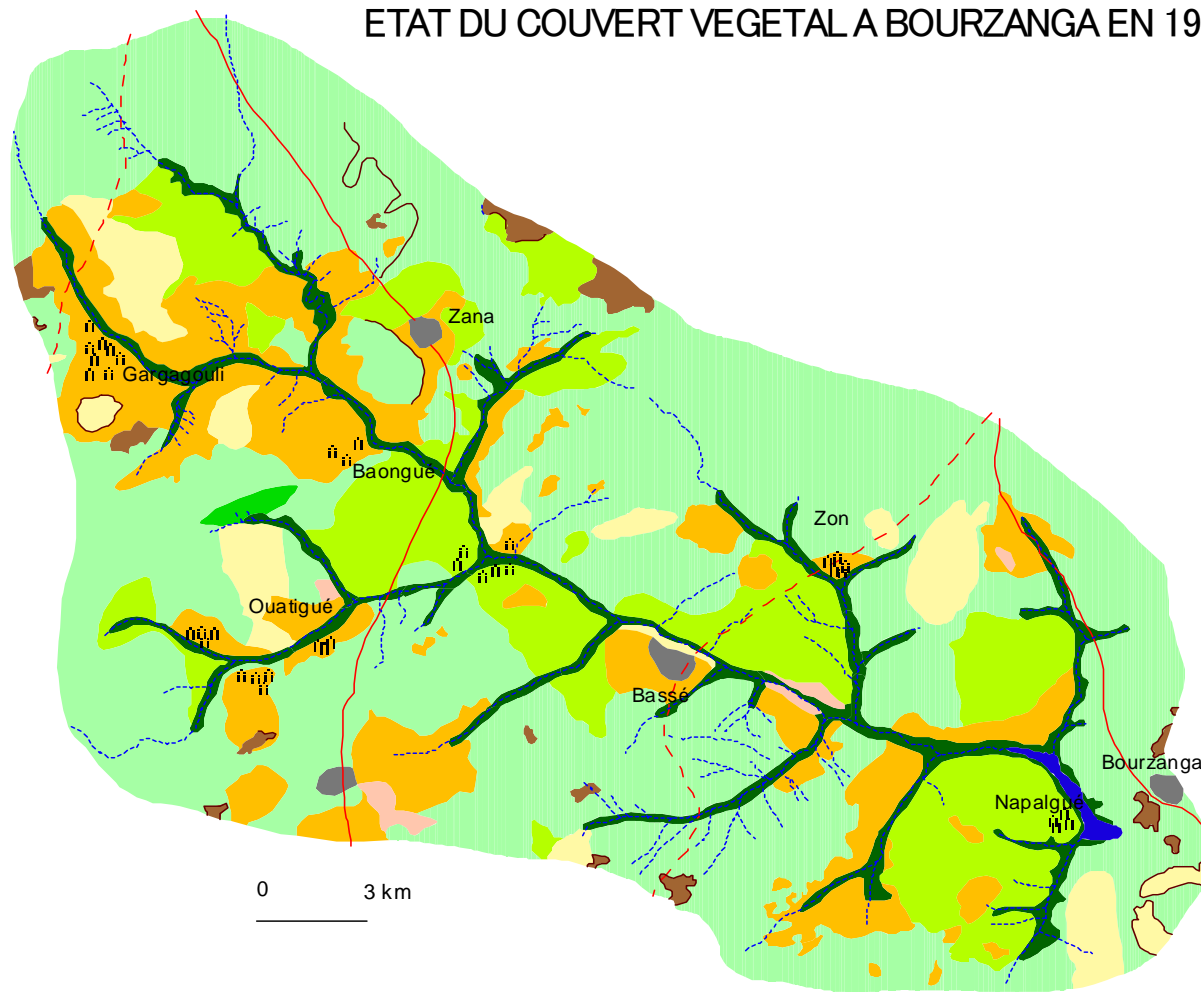 ETAT DU COUVERT VEGETAL A BOURZANGA EN 19
Zana
Gargagouli
Baongué
Zon
Ouatigué
Bassé
Bourzanga
Napalgué
0 3 km